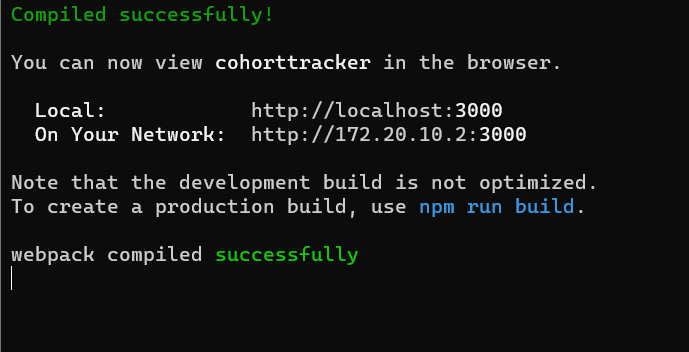 Compiled successfully!
You can now view cohorttracker in the browser.
Local: http://localhost:3000
On Your Network: http://172.20.10.2:3000
Note that the development build is not optimized.
To create a production build, use npm run build.
webpack compiled successfully